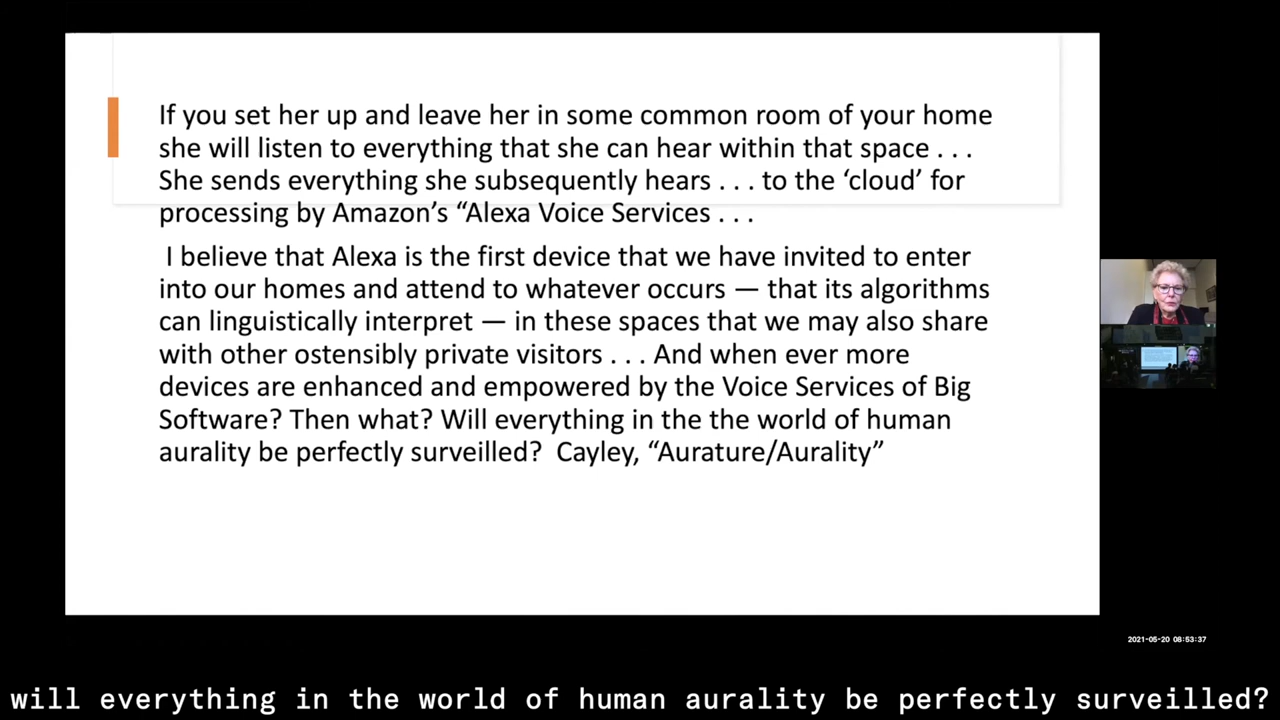 If you set her up and leave her in some common room of your home
she will listen to everything that she can hear within that space . . .
She sends everything she subsequently hears . . . to the ‘cloud’ for
processing by Amazon’s “Alexa Voice Services . . .
I believe that Alexa is the first device that we have invited to enter
into our homes and attend to whatever occurs — that its algorithms
can linguistically interpret — in these spaces that we may also share
with other ostensibly private visitors . . . And when ever more
devices are enhanced and empowered by the Voice Services of Big
Software? Then what? Will everything in the the world of human
aurality be perfectly surveilled?  Cayley, “Aurature/Aurality”
2021-05-20 08:53:37
will everything in the world of human aurality be perfectly surveilled?